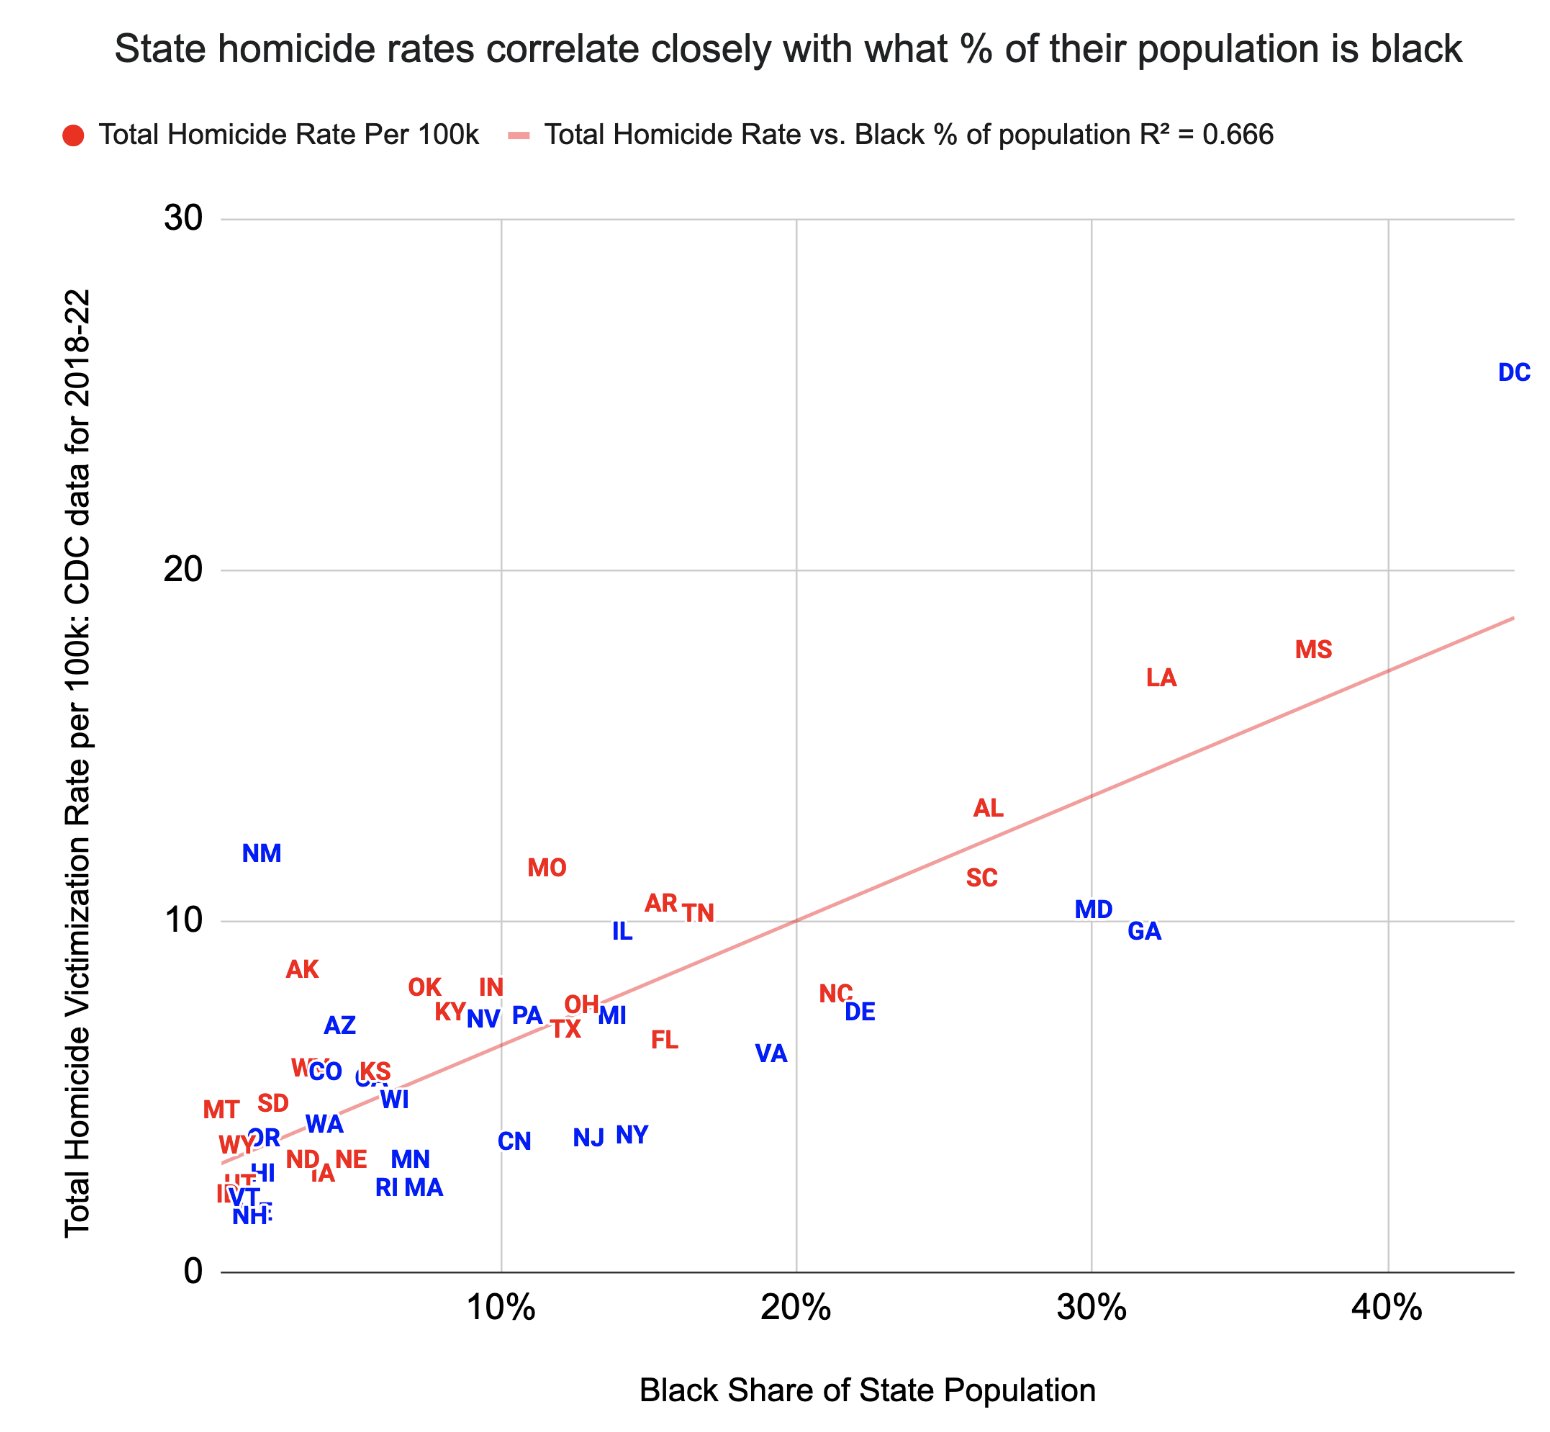 State homicide rates correlate closely with what % of their population is black
Total Homicide Rate Per 100k
Total Homicide Rate vs. Black % of population R² = 0.666
Total Homicide Victimization Rate per 100k: CDC data for 2018-22
30
DC
20
MS
LA
AL
NM
MO
SC
AR
TN
MD
10
IL
GA
AK
OK
IN
NC
OH
KY
NV
PA
MI
DE
AZ
TX
FL
VA
CO
KS
WI
MT
SD
WA
WY
OR
CN
NJ
NY
ND
NE
MN
HI
IA
UT
RI
MA
VT
NH
0
10%
20%
30%
40%
Black Share of State Population